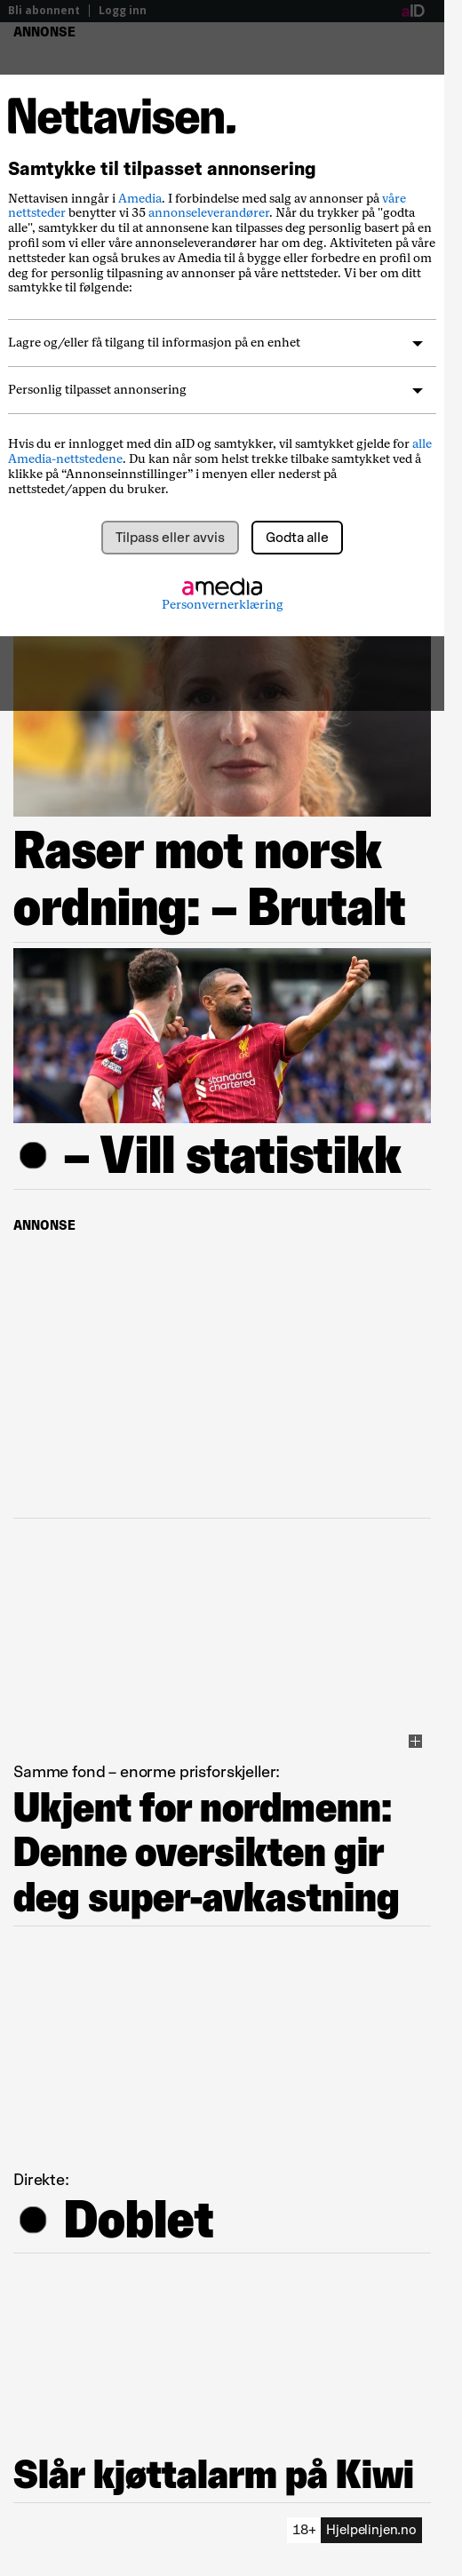 Bli abonnent | Logg inn
aID
ANNONSE
Nettavisen.
Samtykke til tilpasset annonsering
Nettavisen inngår i Amedia. I forbindelse med salg av annonser på våre
nettsteder benytter vi 35 annonseleverandører. Når du trykker på "godta
alle", samtykker du til at annonsene kan tilpasses deg personlig basert på en
profil som vi eller våre annonseleverandører har om deg. Aktiviteten på våre
nettsteder kan også brukes av Amedia til å bygge eller forbedre en profil om
deg for personlig tilpasning av annonser på våre nettsteder. Vi ber om ditt
samtykke til følgende:
Lagre og/eller få tilgang til informasjon på en enhet
Personlig tilpasset annonsering
Hvis du er innlogget med din aID og samtykker, vil samtykket gjelde for alle
Amedia-nettstedene. Du kan når som helst trekke tilbake samtykket ved å
klikke på “Annonseinnstillinger” i menyen eller nederst på
nettstedet/appen du bruker.
Tilpass eller avvis
Godta alle
amedia
Personvernerklæring
Raser mot norsk
ordning: – Brutalt
standard
chartered
– Vill statistikk
ANNONSE
Samme fond – enorme prisforskjeller:
Ukjent for nordmenn:
Denne oversikten gir
deg super-avkastning
Direkte:
Doblet
Slår kjøttalarm på Kiwi
18+ Hjelpelinjen.no